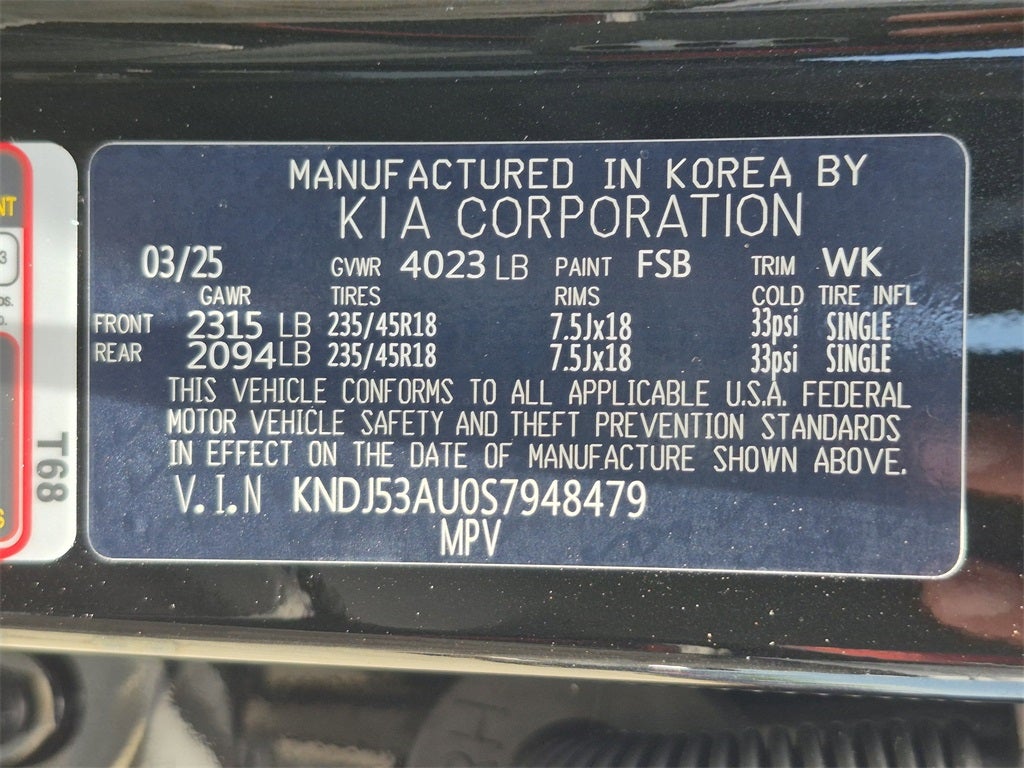 MANUFACTURED IN KOREA BY
KIA CORPORATION
03/25 GVWR 4023 LB PAINT FSB TRIM WK
GAWR TIRES RIMS COLD TIRE INFL
FRONT 2315 LB 235/45R18 7.5Jx18 33psi SINGLE
REAR 2094 LB 235/45R18 7.5Jx18 33psi SINGLE
THIS VEHICLE CONFORMS TO ALL APPLICABLE U.S.A. FEDERAL
MOTOR VEHICLE SAFETY AND THEFT PREVENTION STANDARDS
IN EFFECT ON THE DATE OF MANUFACTURE SHOWN ABOVE.
V.I.N KNDJ53AU0S7948479
MPV
T68